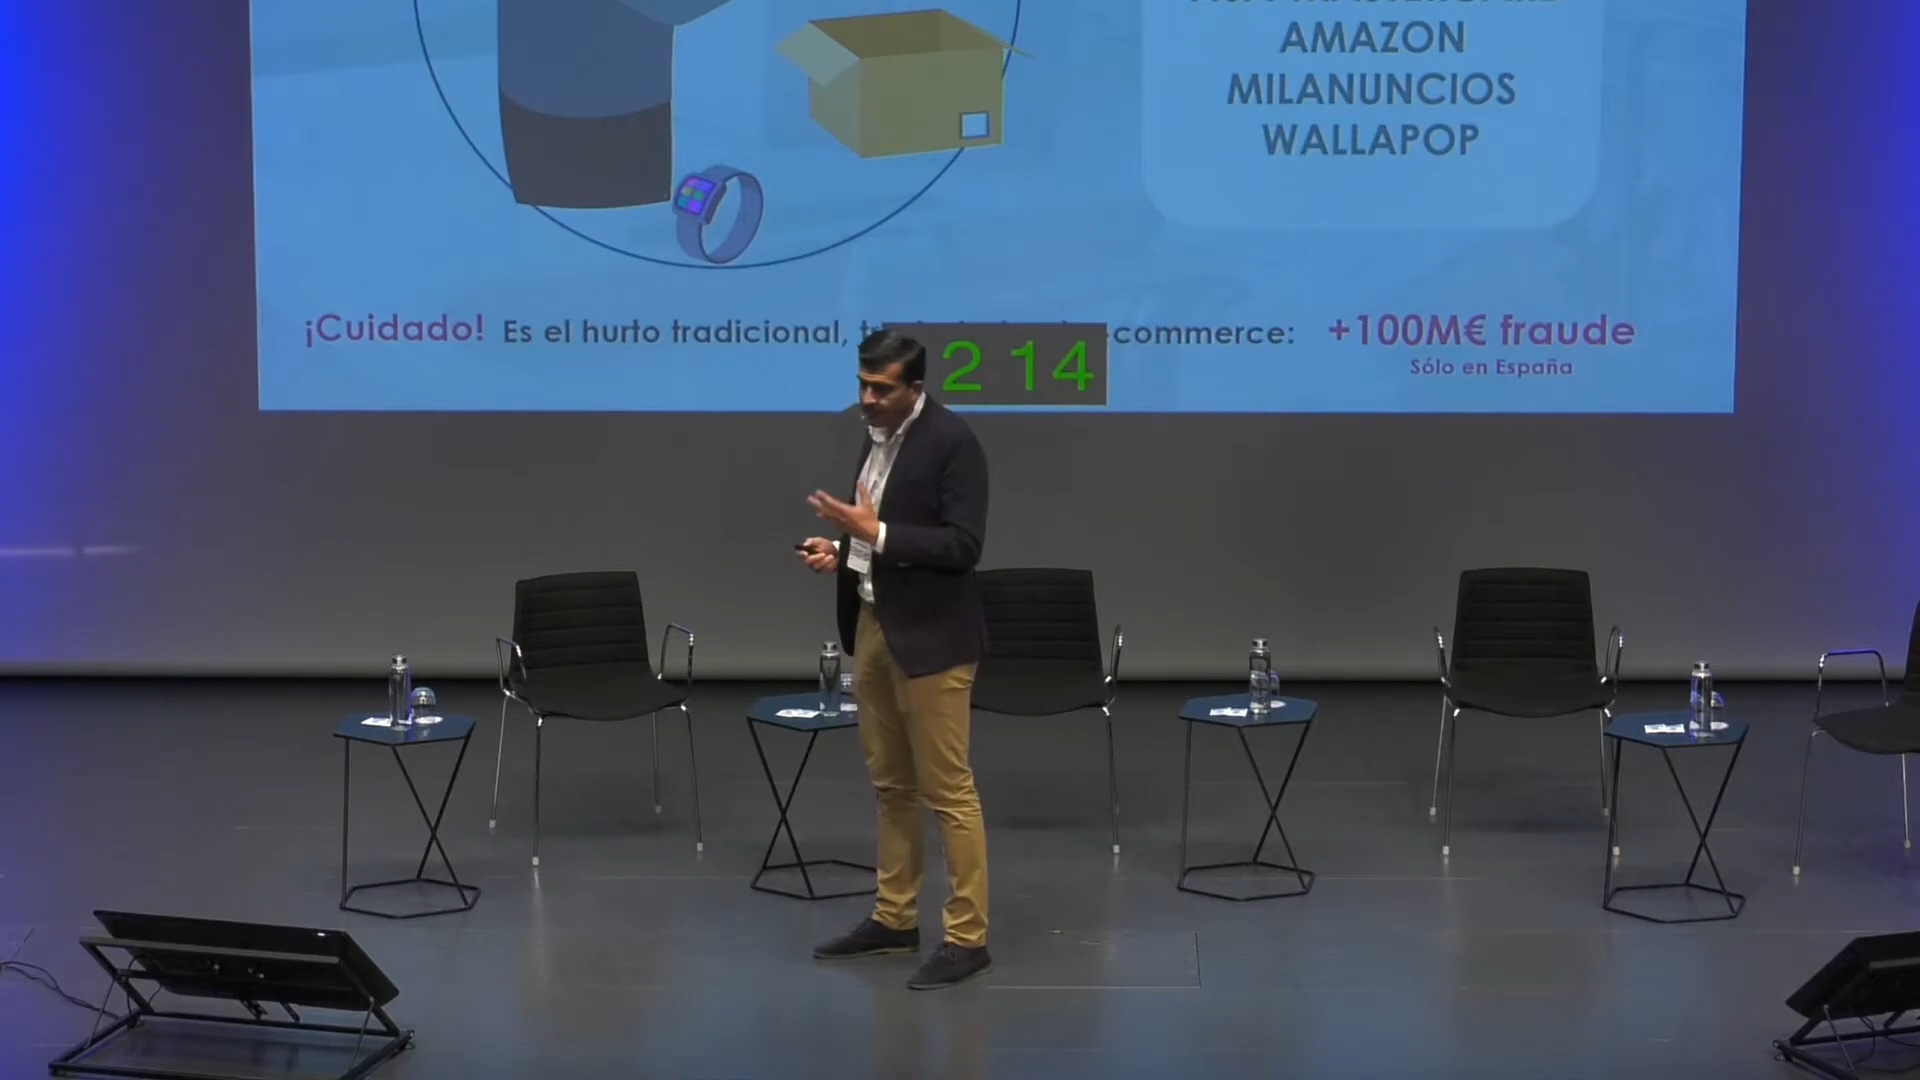 AMAZON
MILANUNCIOS
WALLAPOP
¡Cuidado! Es el hurto tradicional, commerce: +100M€ fraude
Sólo en España
2 14